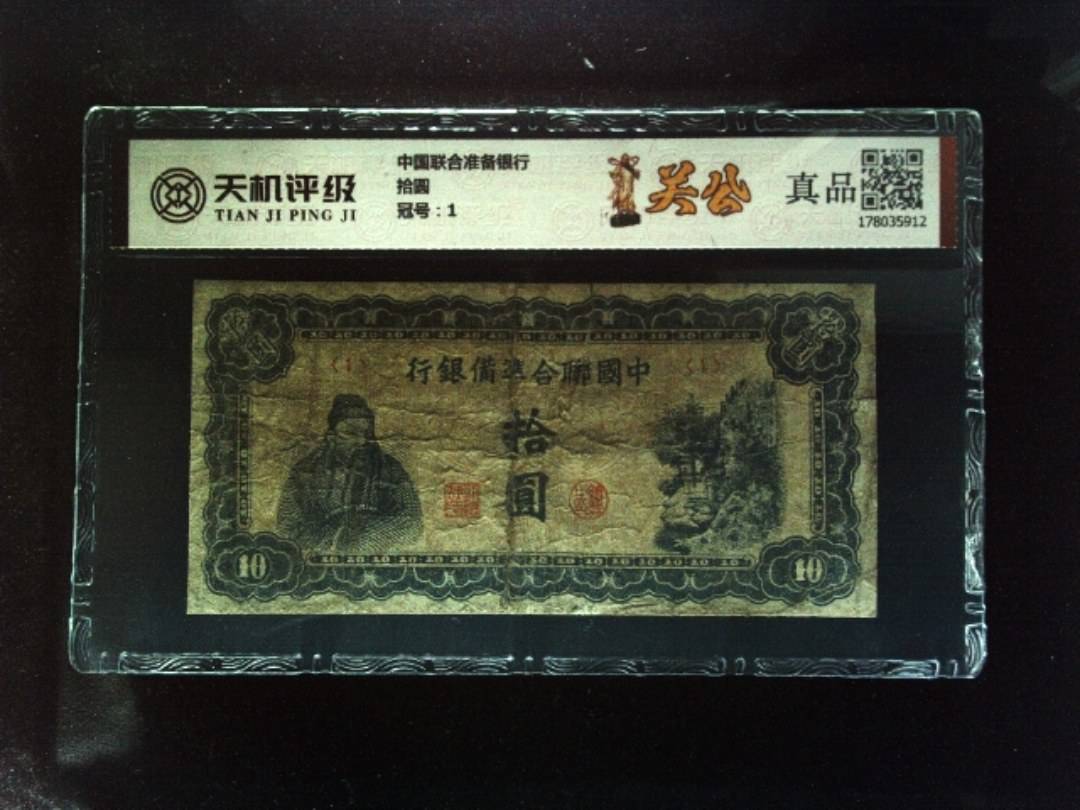 天机评级
TIAN JI PING JI
中国联合准备银行
拾圆
冠号：1
关公
真品
178035912
行銀備準合聯國中
<1>
<1>
拾
圓
10
10